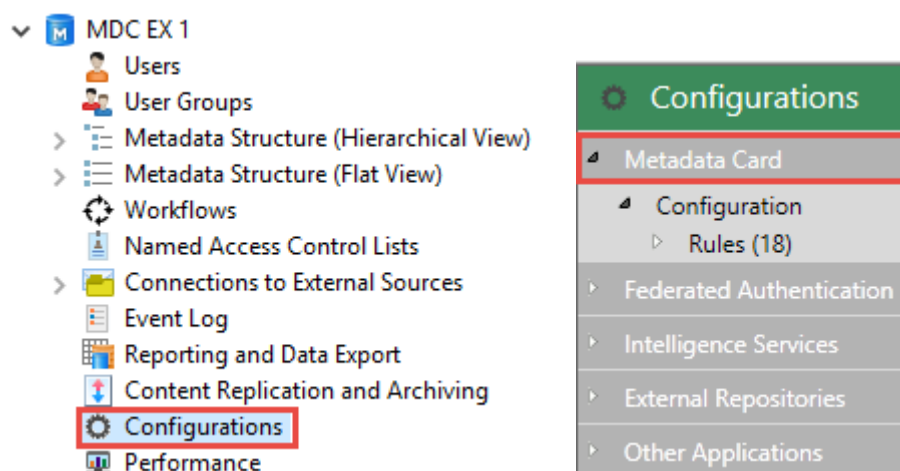 MDC EX 1
Users
User Groups
Metadata Structure (Hierarchical View)
Metadata Structure (Flat View)
Workflows
Named Access Control Lists
Connections to External Sources
Event Log
Reporting and Data Export
Content Replication and Archiving
Configurations
Performance
Configurations
Metadata Card
Configuration
Rules (18)
Federated Authentication
Intelligence Services
External Repositories
Other Applications